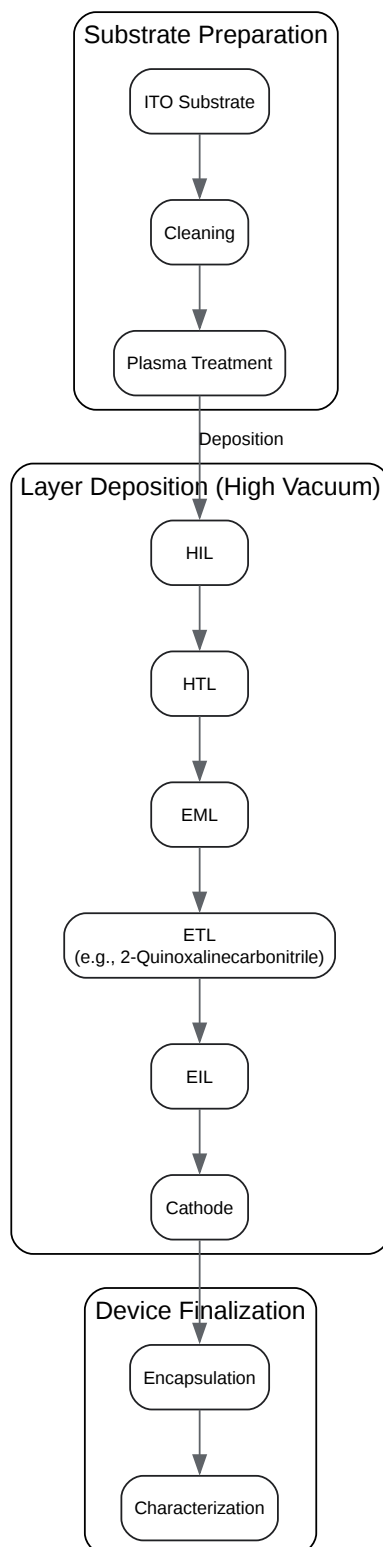 Substrate Preparation
ITO Substrate
Cleaning
Plasma Treatment
Deposition
Layer Deposition (High Vacuum)
HIL
HTL
EML
ETL
(e.g., 2-Quinoxalinecarbonitrile)
EIL
Cathode
Device Finalization
Encapsulation
Characterization